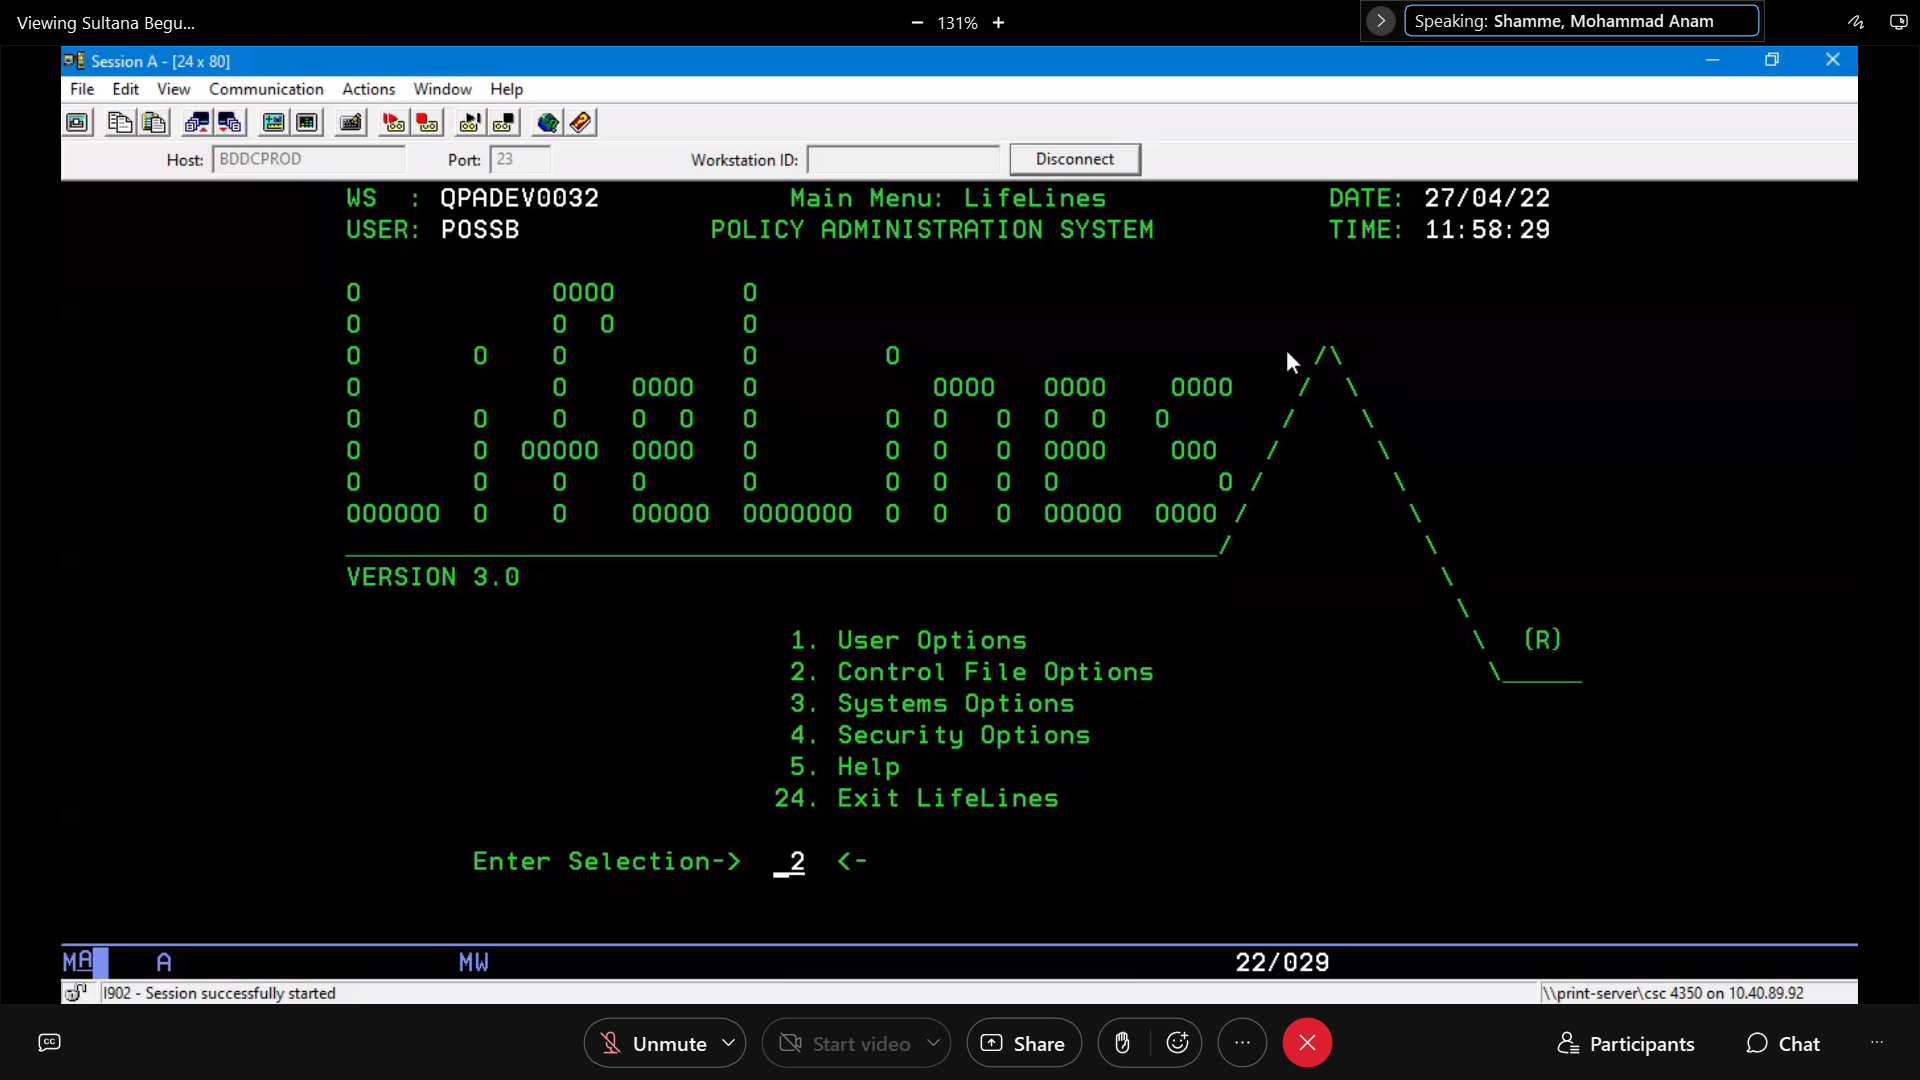 Viewing Sultana Begu...
131%
Speaking: Shamme, Mohammad Anam
Session A - [24 x 80]
File Edit View Communication Actions Window Help
Host: BDDCPROD Port: 23 Workstation ID: Disconnect
WS : QPADEV0032 Main Menu: LifeLines DATE: 27/04/22
USER: POSSB POLICY ADMINISTRATION SYSTEM TIME: 11:58:29
LifeLines
VERSION 3.0
1. User Options
(R)
2. Control File Options
3. Systems Options
4. Security Options
5. Help
24. Exit LifeLines
Enter Selection-> 2 <-
MA A MW 22/029
I902 - Session successfully started
\\print-server\csc 4350 on 10.40.89.92
CC Unmute Start video Share Participants Chat